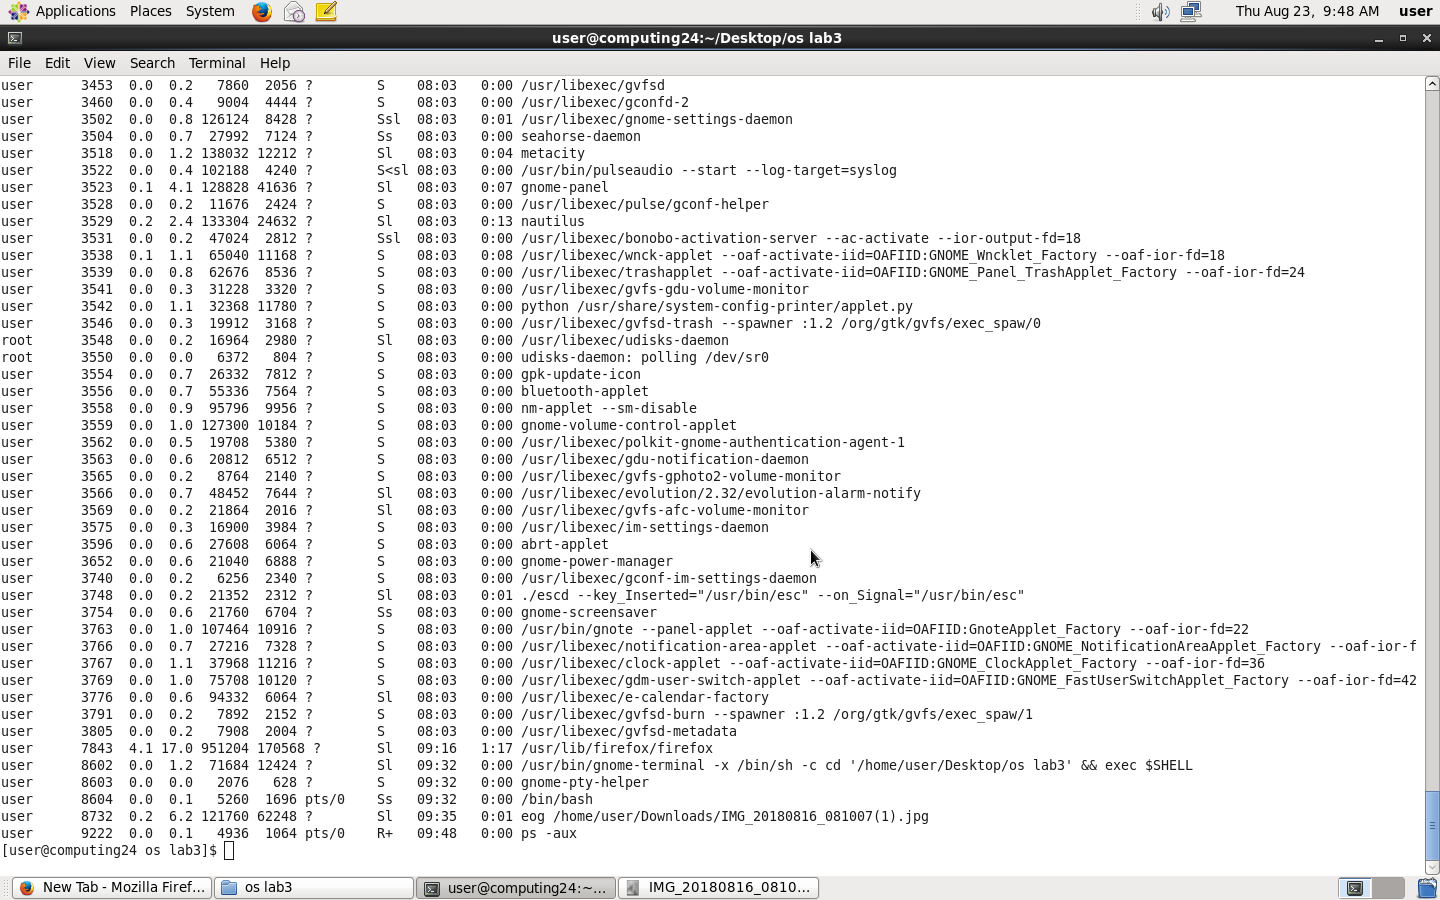 Applications Places System Thu Aug 23, 9:48 AM user
user@computing24:~/Desktop/os lab3
File Edit View Search Terminal Help
user 3453 0.0 0.2 7860 2056 ? S 08:03 0:00 /usr/libexec/gvfsd
user 3460 0.0 0.4 9004 4444 ? S 08:03 0:00 /usr/libexec/gconfd-2
user 3502 0.0 0.8 126124 8428 ? Ssl 08:03 0:01 /usr/libexec/gnome-settings-daemon
user 3504 0.0 0.7 27992 7124 ? Ss 08:03 0:00 seahorse-daemon
user 3518 0.0 1.2 138032 12212 ? Sl 08:03 0:04 metacity
user 3522 0.0 0.4 102188 4240 ? S<sl 08:03 0:00 /usr/bin/pulseaudio --start --log-target=syslog
user 3523 0.1 4.1 128828 41636 ? Sl 08:03 0:07 gnome-panel
user 3528 0.0 0.2 11676 2424 ? S 08:03 0:00 /usr/libexec/pulse/gconf-helper
user 3529 0.2 2.4 133304 24632 ? Sl 08:03 0:13 nautilus
user 3531 0.0 0.2 47024 2812 ? Ssl 08:03 0:00 /usr/libexec/bonobo-activation-server --ac-activate --ior-output-fd=18
user 3538 0.1 1.1 65040 11168 ? S 08:03 0:08 /usr/libexec/wnck-applet --oaf-activate-iid=OAFIID:GNOME_Wncklet_Factory --oaf-ior-fd=18
user 3539 0.0 0.8 62676 8536 ? S 08:03 0:00 /usr/libexec/trashapplet --oaf-activate-iid=OAFIID:GNOME_Panel_TrashApplet_Factory --oaf-ior-fd=24
user 3541 0.0 0.3 31228 3320 ? S 08:03 0:00 /usr/libexec/gvfs-gdu-volume-monitor
user 3542 0.0 1.1 32368 11780 ? S 08:03 0:00 python /usr/share/system-config-printer/applet.py
user 3546 0.0 0.3 19912 3168 ? S 08:03 0:00 /usr/libexec/gvfsd-trash --spawner :1.2 /org/gtk/gvfs/exec_spaw/0
root 3548 0.0 0.2 16964 2980 ? Sl 08:03 0:00 /usr/libexec/udisks-daemon
root 3550 0.0 0.0 6372 804 ? S 08:03 0:00 udisks-daemon: polling /dev/sr0
user 3554 0.0 0.7 26332 7812 ? S 08:03 0:00 gpk-update-icon
user 3556 0.0 0.7 55336 7564 ? S 08:03 0:00 bluetooth-applet
user 3558 0.0 0.9 95796 9956 ? S 08:03 0:00 nm-applet --sm-disable
user 3559 0.0 1.0 127300 10184 ? S 08:03 0:00 gnome-volume-control-applet
user 3562 0.0 0.5 19708 5380 ? S 08:03 0:00 /usr/libexec/polkit-gnome-authentication-agent-1
user 3563 0.0 0.6 20812 6512 ? S 08:03 0:00 /usr/libexec/gdu-notification-daemon
user 3565 0.0 0.2 8764 2140 ? S 08:03 0:00 /usr/libexec/gvfs-gphoto2-volume-monitor
user 3566 0.0 0.7 48452 7644 ? Sl 08:03 0:00 /usr/libexec/evolution/2.32/evolution-alarm-notify
user 3569 0.0 0.2 21864 2016 ? Sl 08:03 0:00 /usr/libexec/gvfs-afc-volume-monitor
user 3575 0.0 0.3 16900 3984 ? S 08:03 0:00 /usr/libexec/im-settings-daemon
user 3596 0.0 0.6 27608 6064 ? S 08:03 0:00 abrt-applet
user 3652 0.0 0.6 21040 6888 ? S 08:03 0:00 gnome-power-manager
user 3740 0.0 0.2 6256 2340 ? S 08:03 0:00 /usr/libexec/gconf-im-settings-daemon
user 3748 0.0 0.2 21352 2312 ? Sl 08:03 0:01 ./escd --key_Inserted="/usr/bin/esc" --on_Signal="/usr/bin/esc"
user 3754 0.0 0.6 21760 6704 ? Ss 08:03 0:00 gnome-screensaver
user 3763 0.0 1.0 107464 10916 ? S 08:03 0:00 /usr/bin/gnote --panel-applet --oaf-activate-iid=OAFIID:GnoteApplet_Factory --oaf-ior-fd=22
user 3766 0.0 0.7 27216 7328 ? S 08:03 0:00 /usr/libexec/notification-area-applet --oaf-activate-iid=OAFIID:GNOME_NotificationAreaApplet_Factory --oaf-ior-f
user 3767 0.0 1.1 37968 11216 ? S 08:03 0:00 /usr/libexec/clock-applet --oaf-activate-iid=OAFIID:GNOME_ClockApplet_Factory --oaf-ior-fd=36
user 3769 0.0 1.0 75708 10120 ? S 08:03 0:00 /usr/libexec/gdm-user-switch-applet --oaf-activate-iid=OAFIID:GNOME_FastUserSwitchApplet_Factory --oaf-ior-fd=42
user 3776 0.0 0.6 94332 6064 ? Sl 08:03 0:00 /usr/libexec/e-calendar-factory
user 3791 0.0 0.2 7892 2152 ? S 08:03 0:00 /usr/libexec/gvfsd-burn --spawner :1.2 /org/gtk/gvfs/exec_spaw/1
user 3805 0.0 0.2 7908 2004 ? S 08:03 0:00 /usr/libexec/gvfsd-metadata
user 7843 4.1 17.0 951204 170568 ? Sl 09:16 1:17 /usr/lib/firefox/firefox
user 8602 0.0 1.2 71684 12424 ? Sl 09:32 0:00 /usr/bin/gnome-terminal -x /bin/sh -c cd '/home/user/Desktop/os lab3' && exec $SHELL
user 8603 0.0 0.0 2076 628 ? S 09:32 0:00 gnome-pty-helper
user 8604 0.0 0.1 5260 1696 pts/0 Ss 09:32 0:00 /bin/bash
user 8732 0.2 6.2 121760 62248 ? Sl 09:35 0:01 eog /home/user/Downloads/IMG_20180816_081007(1).jpg
user 9222 0.0 0.1 4936 1064 pts/0 R+ 09:48 0:00 ps -aux
[user@computing24 os lab3]$
New Tab - Mozilla Firef... os lab3 user@computing24:~... IMG_20180816_0810...